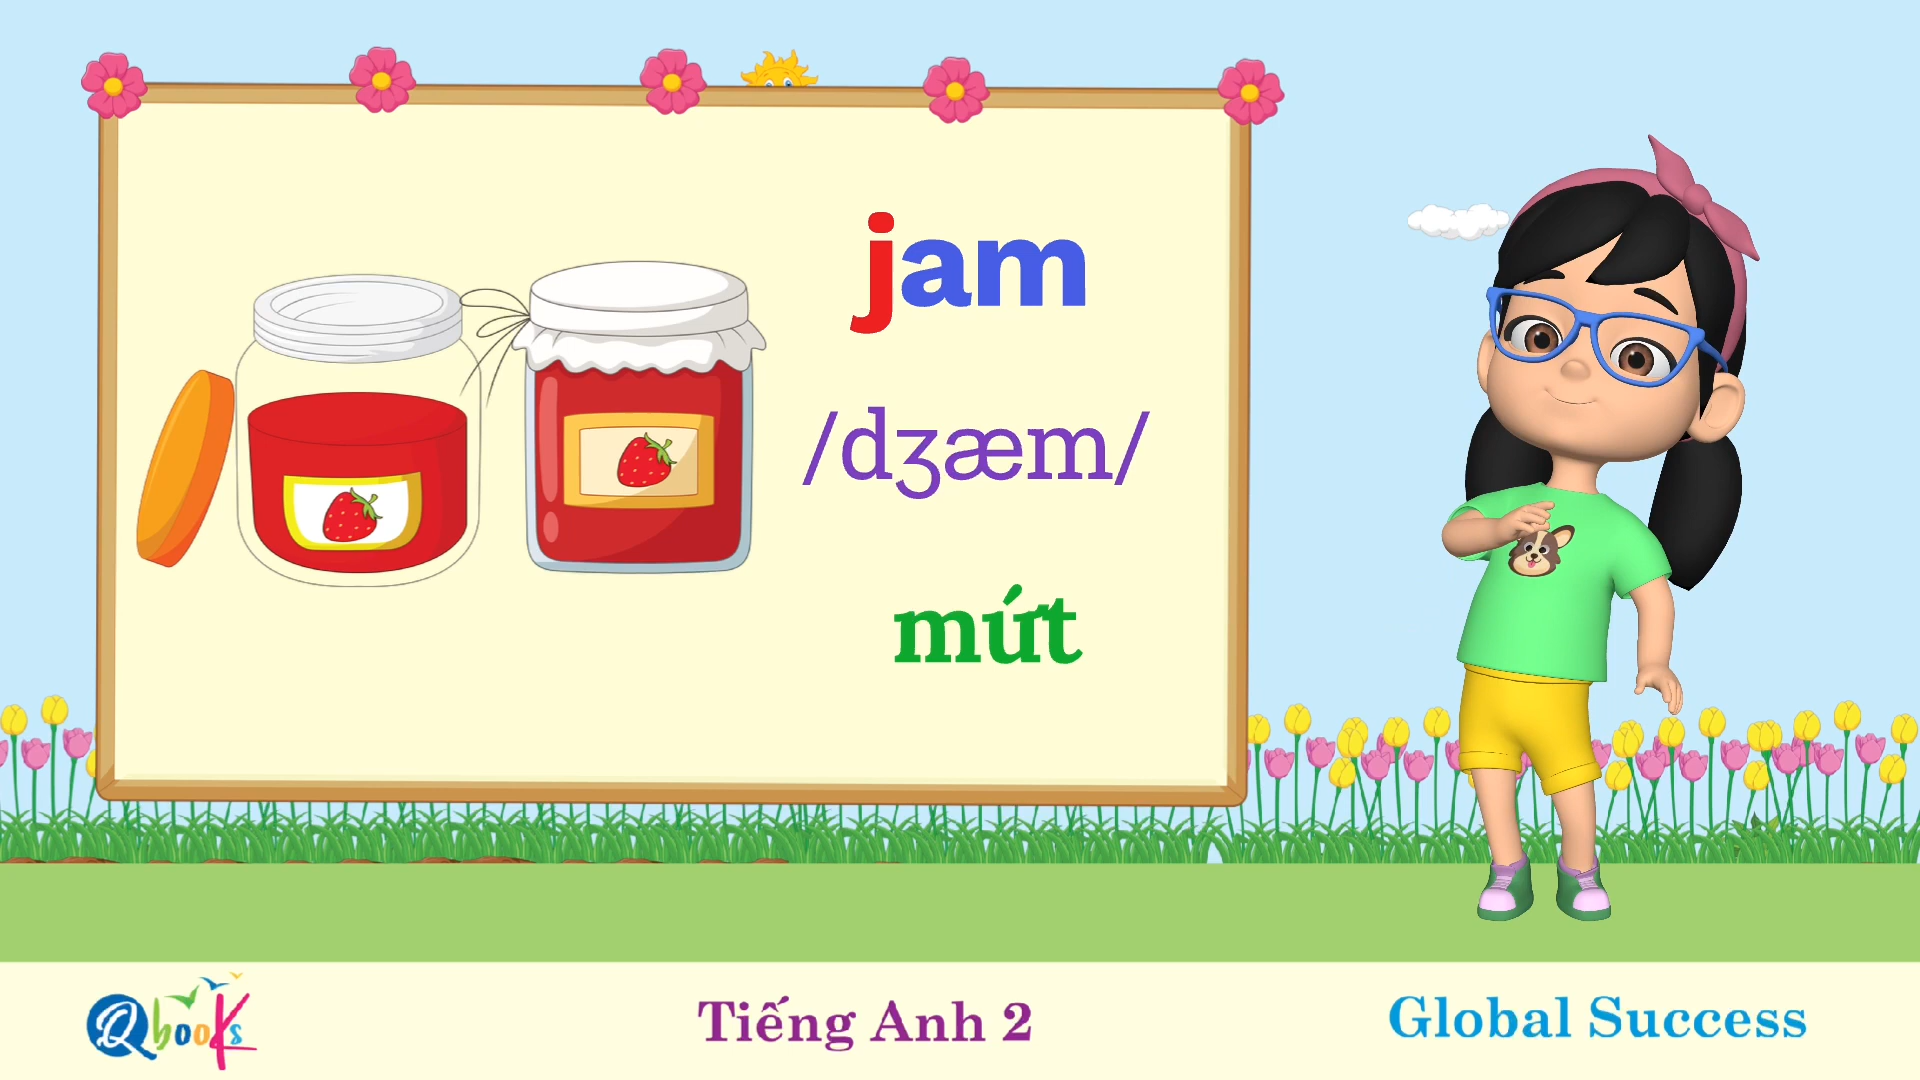 jam
/dʒæm/
mứt
Qbooks
Tiếng Anh 2
Global Success